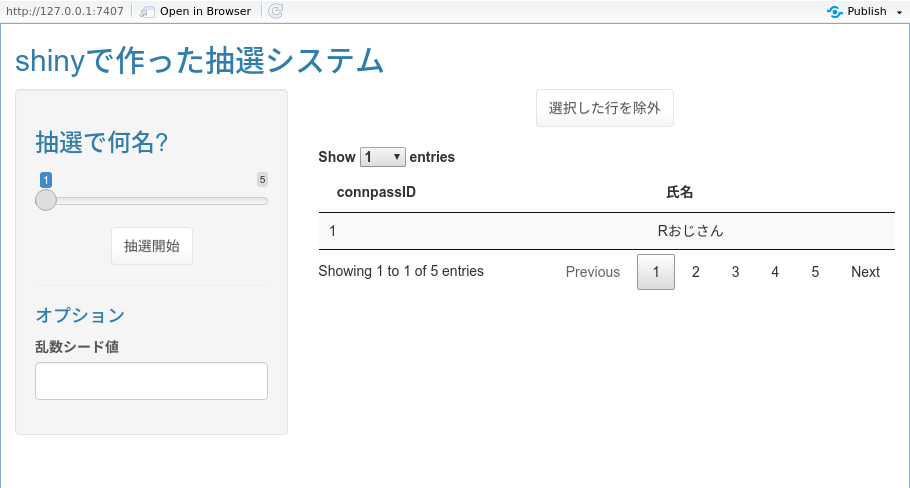 http://127.0.0.1:7407 Open in Browser Publish
shinyで作った抽選システム
抽選で何名?
1 5
抽選開始
オプション
乱数シード値
選択した行を除外
Show 1 entries
connpassID 氏名
1 Rおじさん
Showing 1 to 1 of 5 entries Previous 1 2 3 4 5 Next